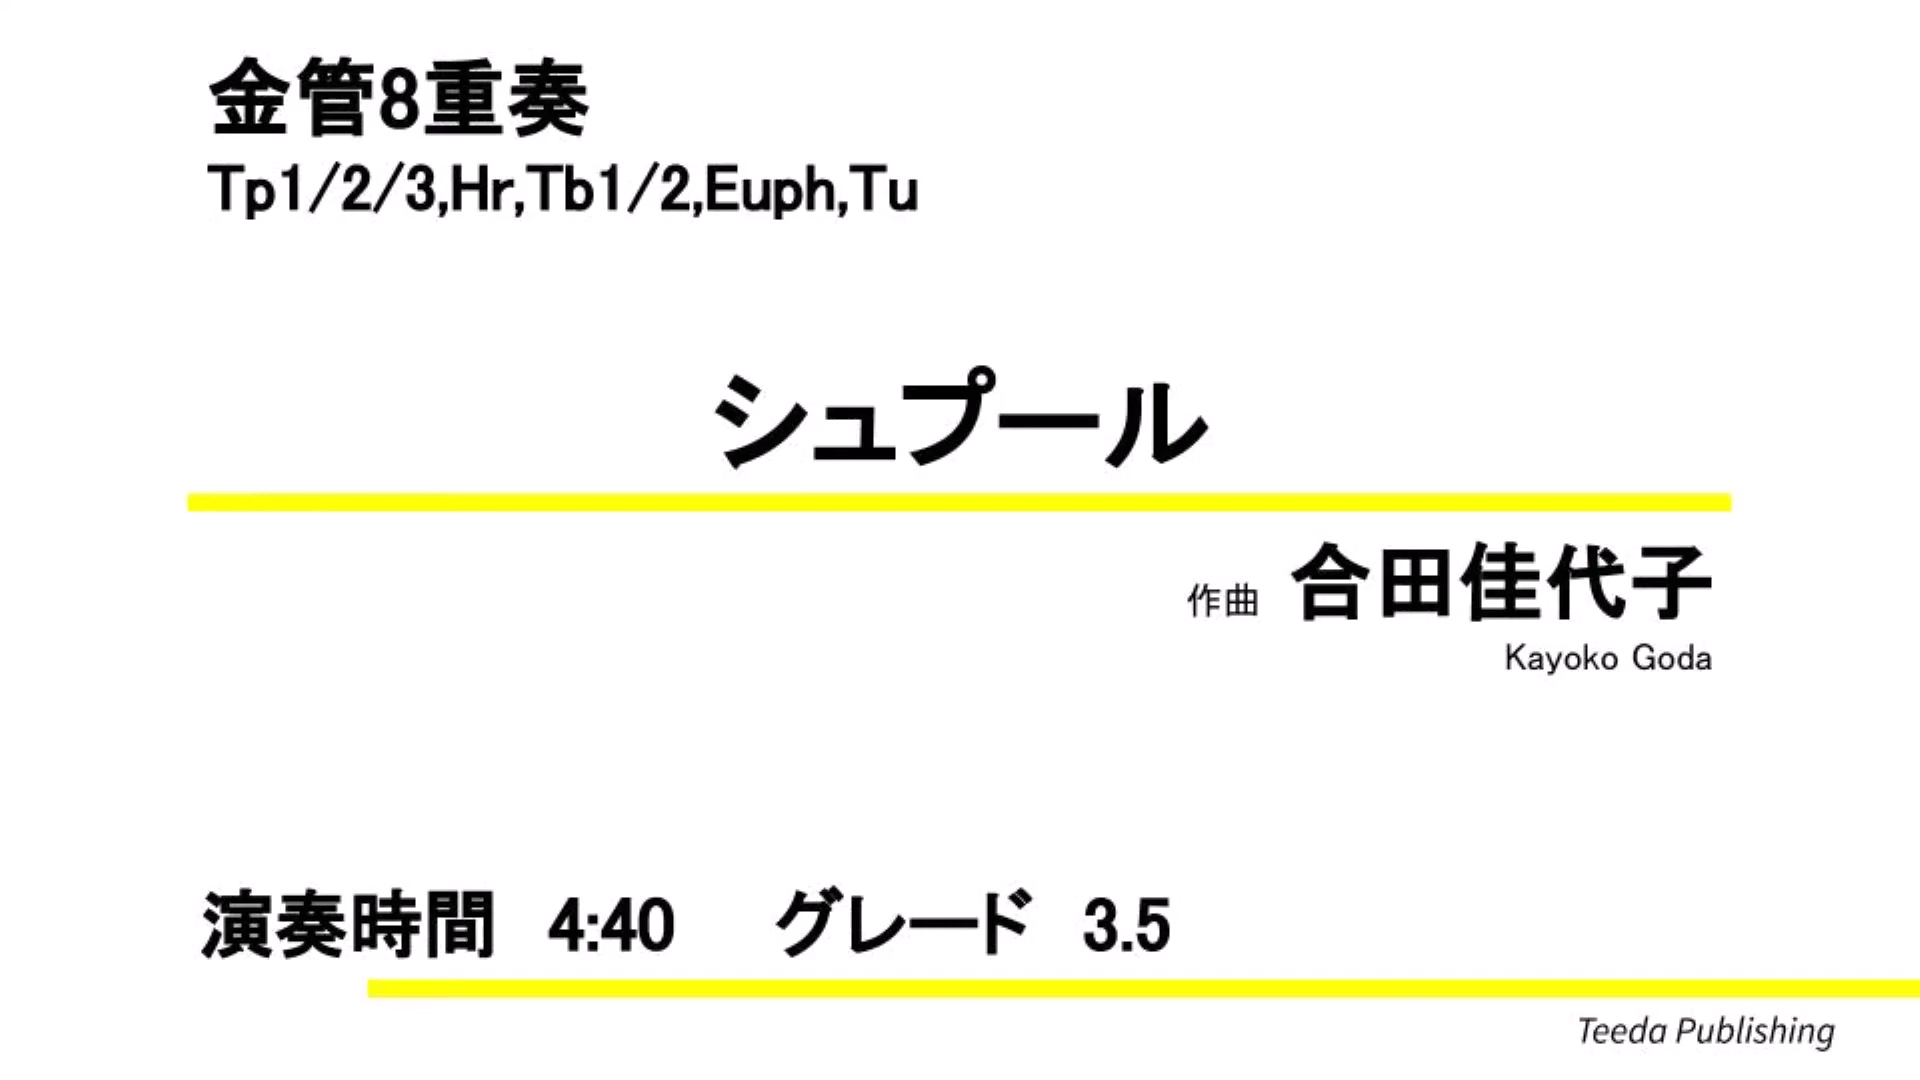 金管8重奏
Tp1/2/3,Hr,Tb1/2,Euph,Tu
シュプール
作曲 合田佳代子
Kayoko Goda
演奏時間 4:40 グレード 3.5
Teeda Publishing